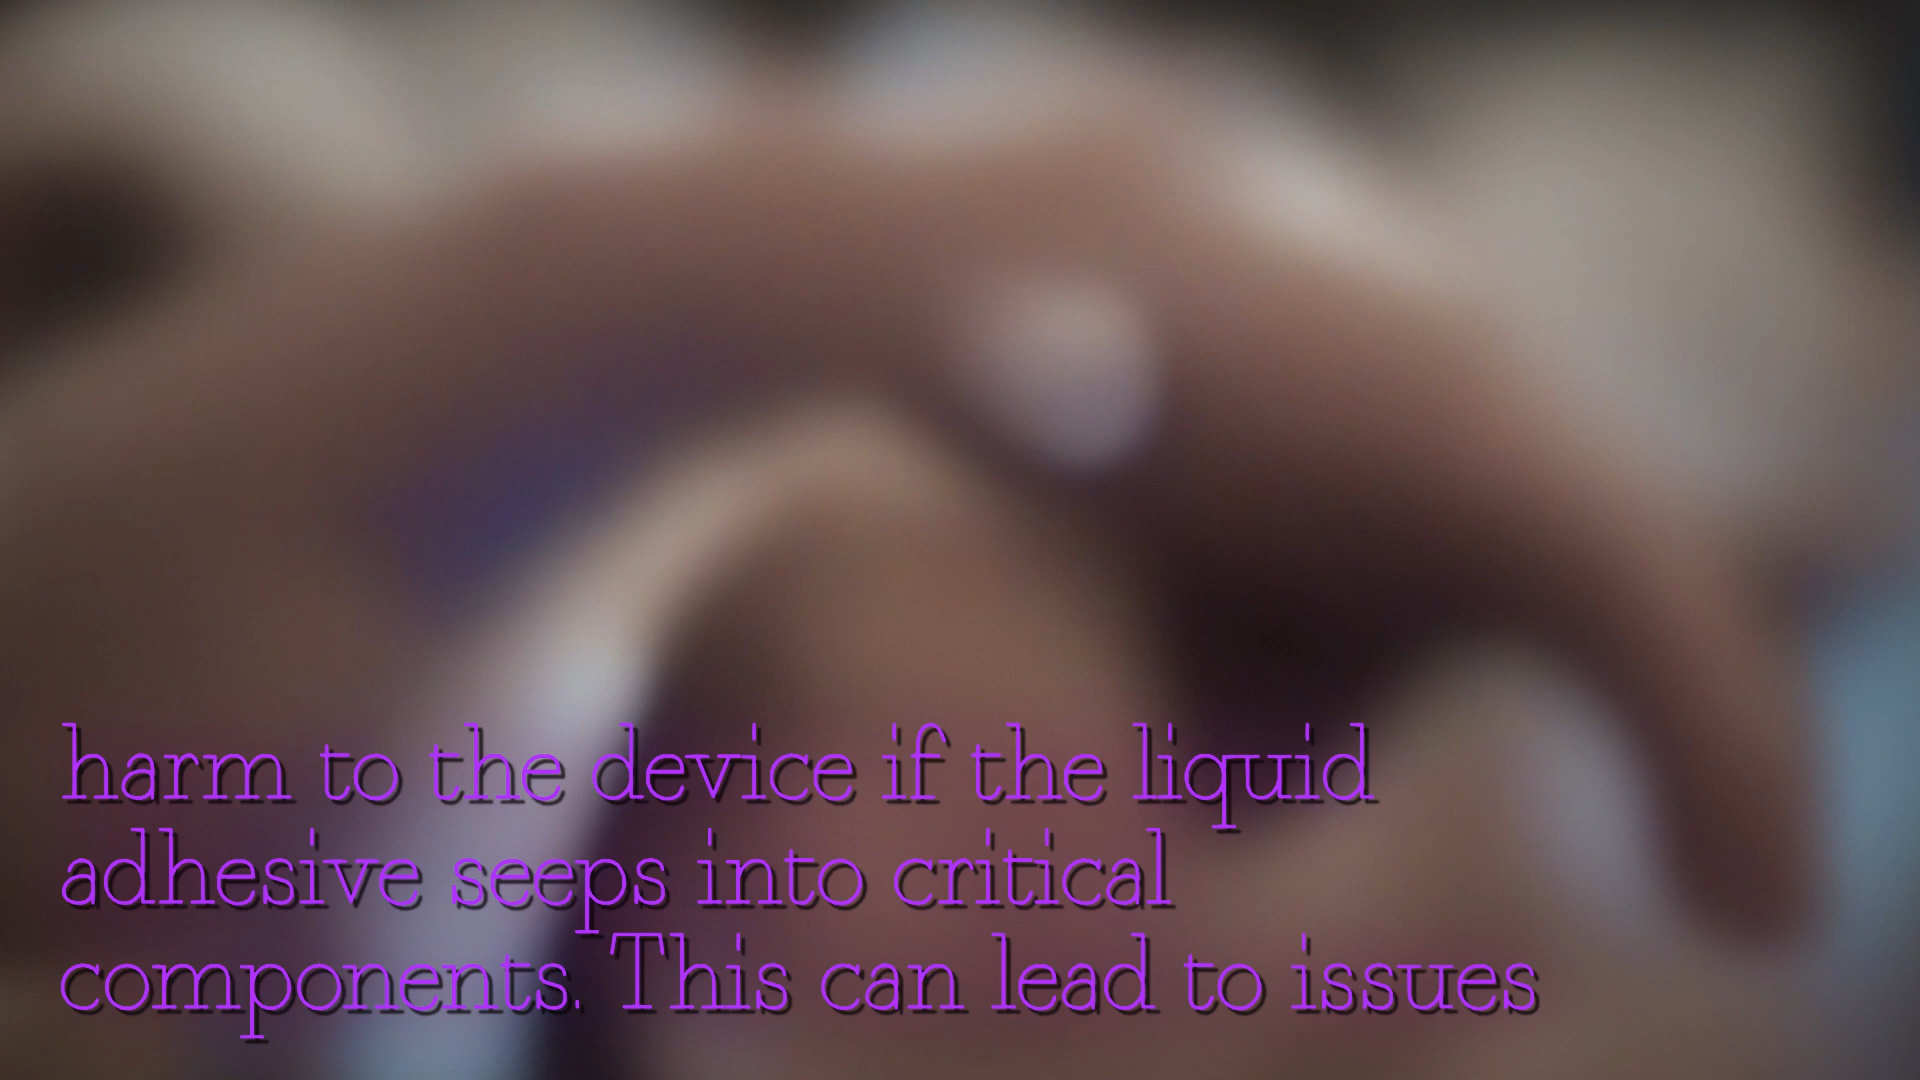 harm to the device if the liquid
adhesive seeps into critical
components. This can lead to issues